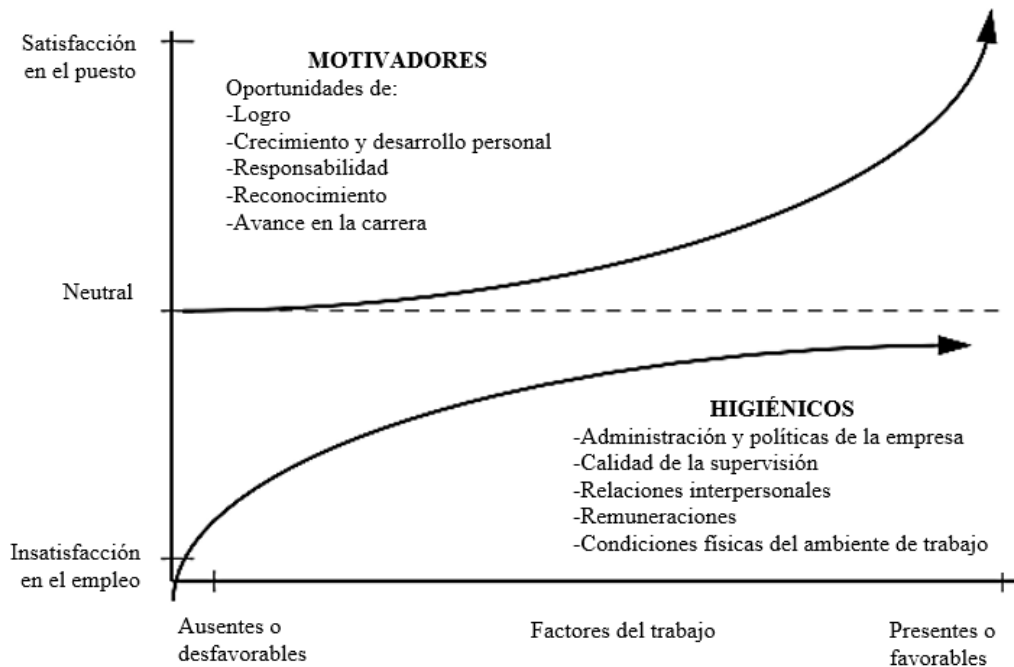 Satisfacción
en el puesto
MOTIVADORES
Oportunidades de:
-Logro
-Crecimiento y desarrollo personal
-Responsabilidad
-Reconocimiento
-Avance en la carrera
Neutral
HIGIÉNICOS
-Administración y políticas de la empresa
-Calidad de la supervisión
-Relaciones interpersonales
-Remuneraciones
-Condiciones físicas del ambiente de trabajo
Insatisfacción
en el empleo
Ausentes o
desfavorables
Factores del trabajo
Presentes o
favorables